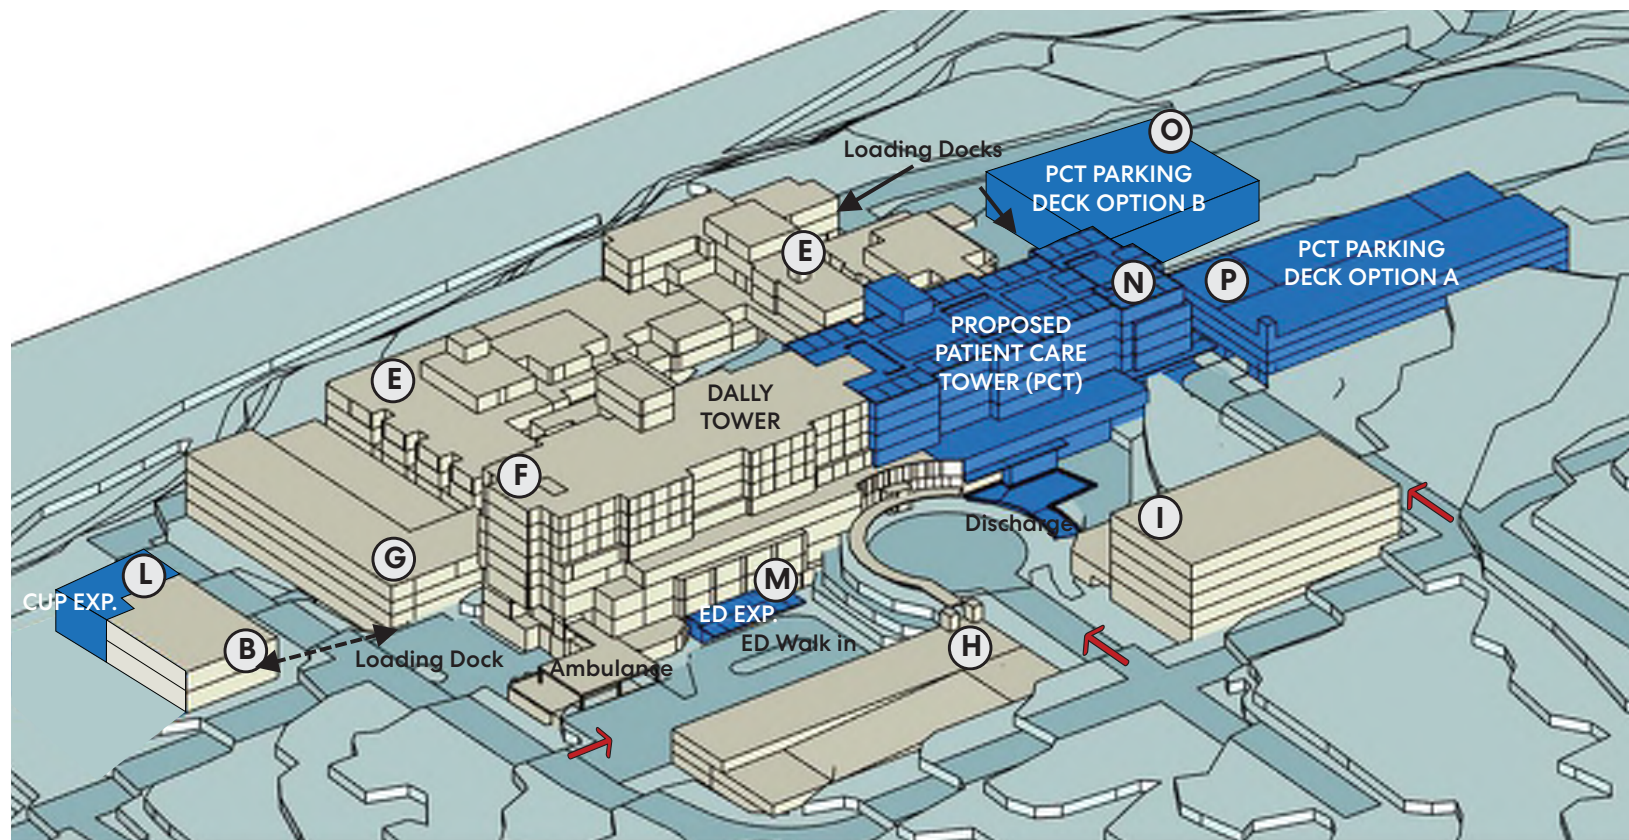 O
Loading Docks
PCT PARKING
DECK OPTION B
E
N
P
PCT PARKING
DECK OPTION A
PROPOSED
PATIENT CARE
TOWER (PCT)
E
DALLY
TOWER
F
I
Discharge
G
L
M
CUP EXP.
ED EXP.
B
H
ED Walk in
Loading Dock
Ambulance